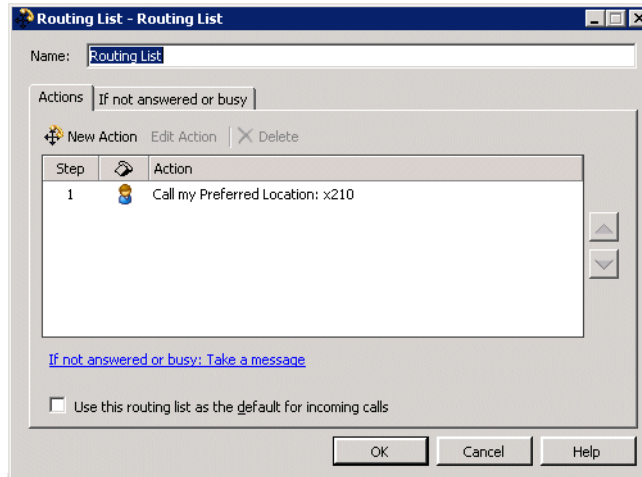 Routing List - Routing List
Name: Routing List
Actions If not answered or busy
New Action Edit Action Delete
Step Action
1 Call my Preferred Location: x210
If not answered or busy: Take a message
Use this routing list as the default for incoming calls
OK Cancel Help